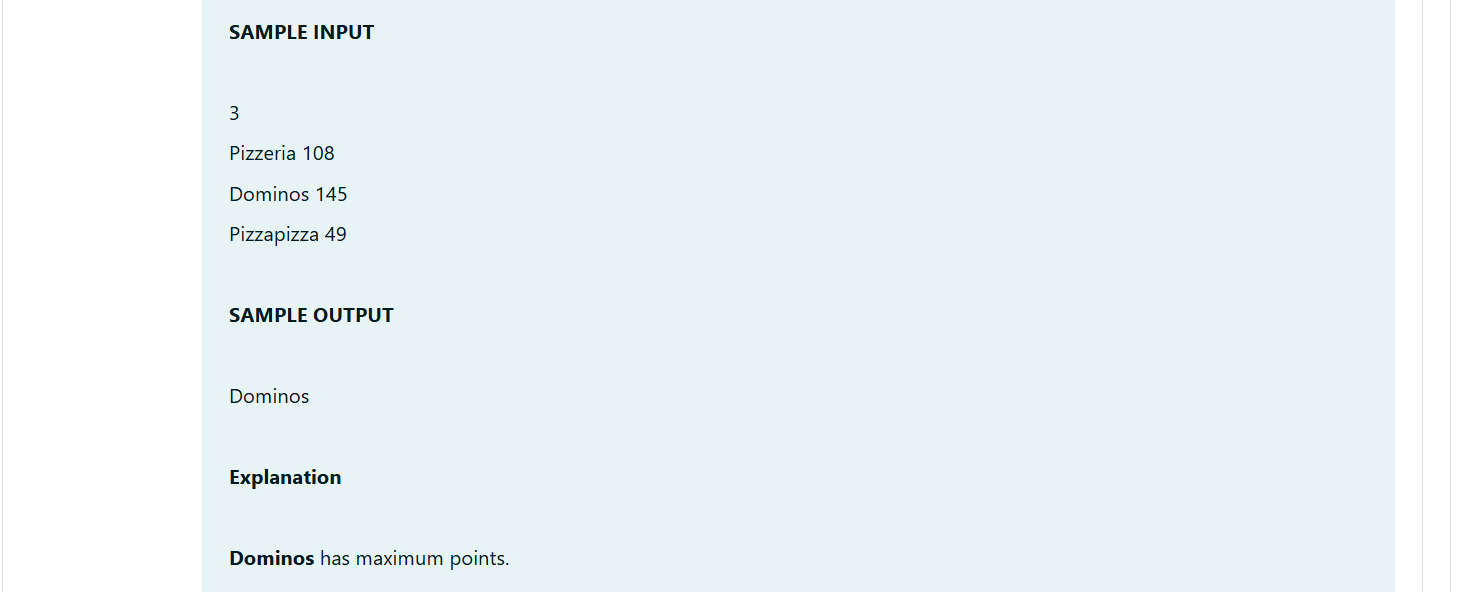 SAMPLE INPUT
3
Pizzeria 108
Dominos 145
Pizzapizza 49
SAMPLE OUTPUT
Dominos
Explanation
Dominos has maximum points.